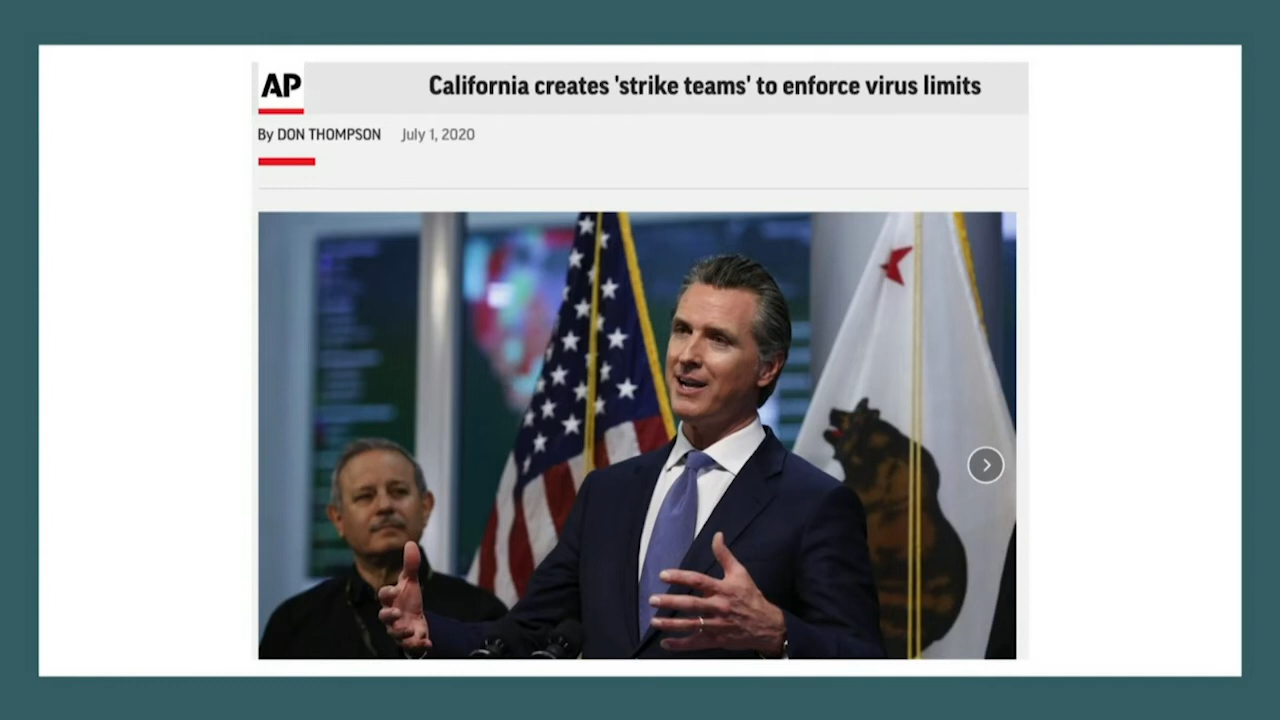 AP
California creates 'strike teams' to enforce virus limits
By DON THOMPSON July 1, 2020